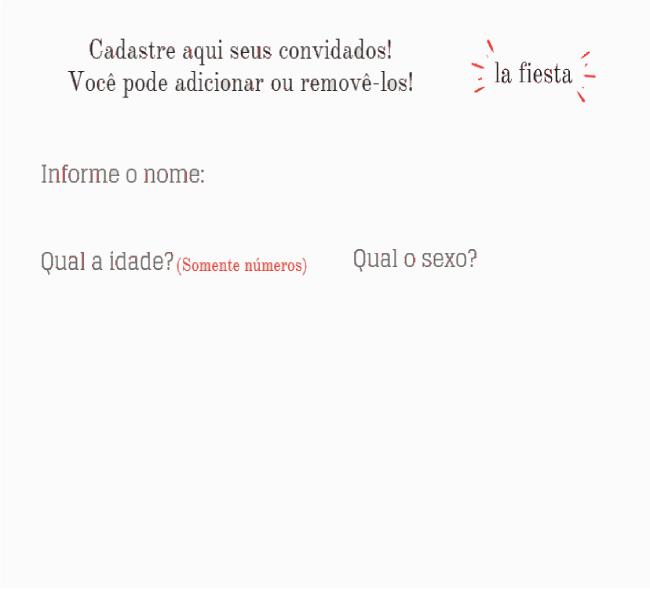 Cadastre aqui seus convidados!
Você pode adicionar ou removê-los!
la fiesta
Informe o nome:
Qual a idade? (Somente números)
Qual o sexo?